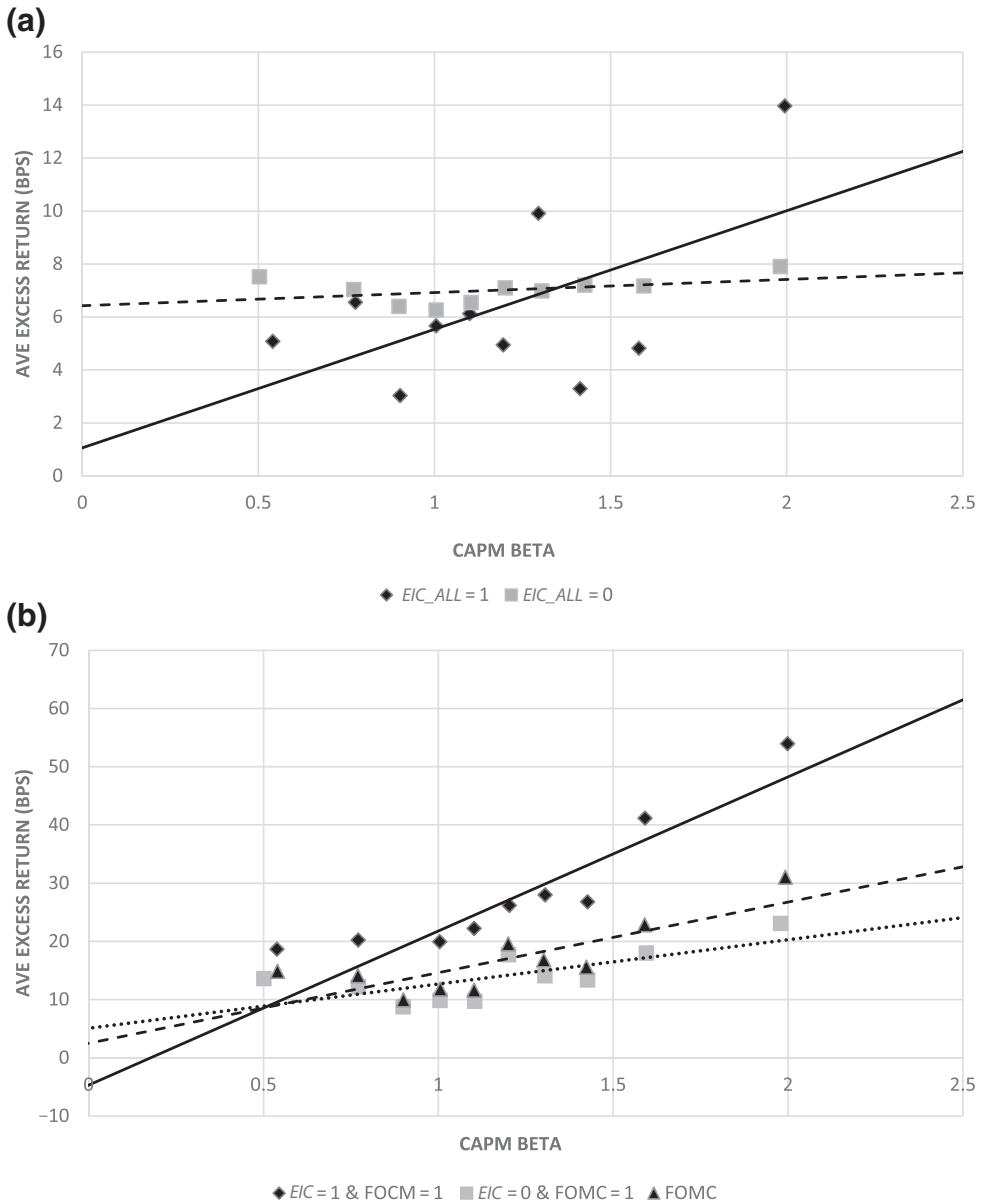 (a)
16
14
12
10
8
6
4
2
0
AVE EXCESS RETURN (BPS)
0 0.5 1 1.5 2 2.5
CAPM BETA
EIC_ALL = 1 EIC_ALL = 0
(b)
70
60
50
40
30
20
10
0
−10
AVE EXCESS RETURN (BPS)
0 0.5 1 1.5 2 2.5
CAPM BETA
EIC = 1 & FOCM = 1 EIC = 0 & FOMC = 1 FOMC